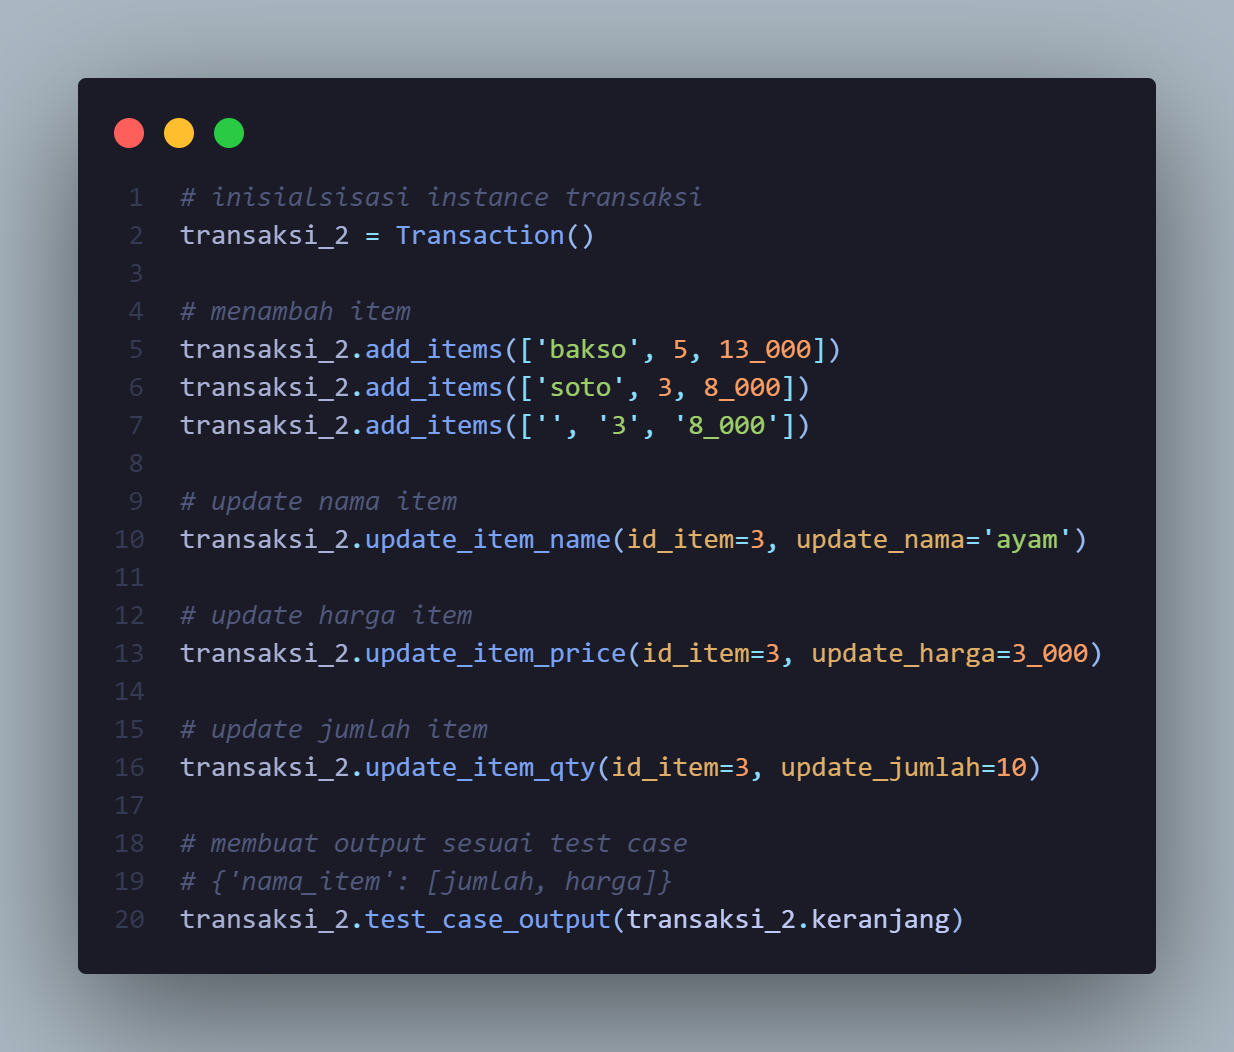 1 # inisialsisasi instance transaksi
2 transaksi_2 = Transaction()
3
4 # menambah item
5 transaksi_2.add_items(['bakso', 5, 13_000])
6 transaksi_2.add_items(['soto', 3, 8_000])
7 transaksi_2.add_items(['', '3', '8_000'])
8
9 # update nama item
10 transaksi_2.update_item_name(id_item=3, update_nama='ayam')
11
12 # update harga item
13 transaksi_2.update_item_price(id_item=3, update_harga=3_000)
14
15 # update jumlah item
16 transaksi_2.update_item_qty(id_item=3, update_jumlah=10)
17
18 # membuat output sesuai test case
19 # {'nama_item': [jumlah, harga]}
20 transaksi_2.test_case_output(transaksi_2.keranjang)